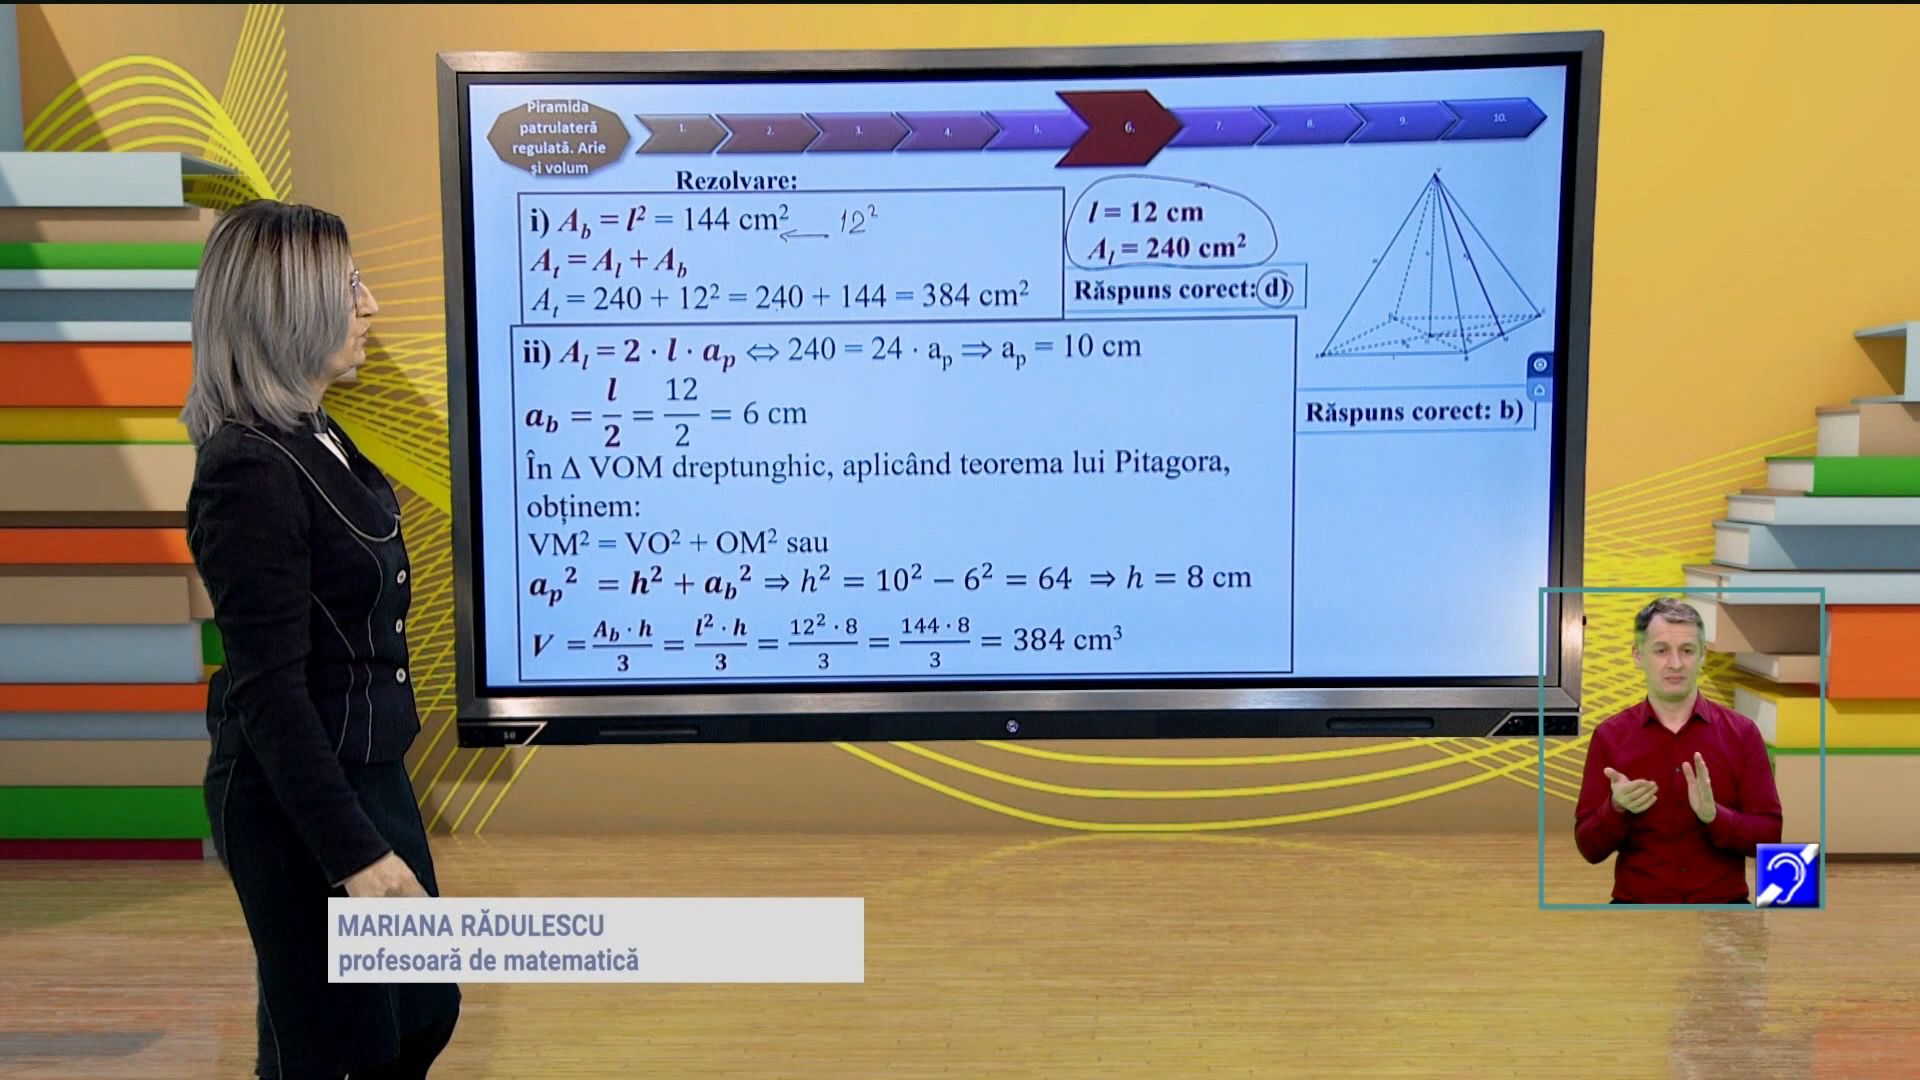 Piramida
patrulateră
regulată. Arie
și volum
1. 2. 3. 4. 5. 6. 7. 8. 9. 10.
Rezolvare:
i) A_b = l² = 144 cm² ← 12²
A_t = A_l + A_b
A_t = 240 + 12² = 240 + 144 = 384 cm²
l = 12 cm
A_l = 240 cm²
Răspuns corect: d)
ii) A_l = 2 · l · a_p ⇔ 240 = 24 · a_p ⇒ a_p = 10 cm
a_b = l/2 = 12/2 = 6 cm
În Δ VOM dreptunghic, aplicând teorema lui Pitagora,
obținem:
VM² = VO² + OM² sau
a_p² = h² + a_b² ⇒ h² = 10² − 6² = 64 ⇒ h = 8 cm
V = A_b · h/3 = l² · h/3 = 12² · 8/3 = 144 · 8/3 = 384 cm³
Răspuns corect: b)
MARIANA RĂDULESCU
profesoară de matematică